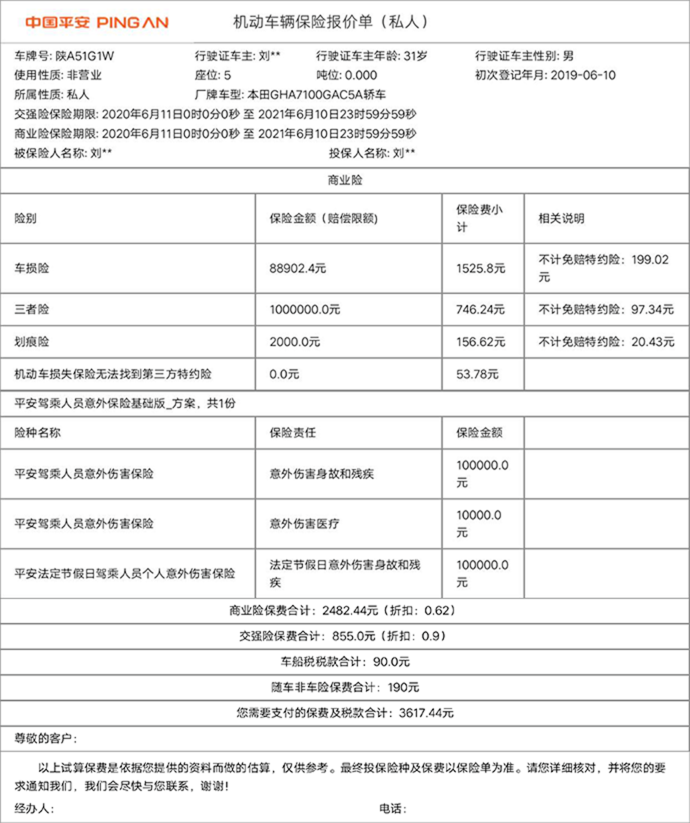 中国平安 PING AN 机动车辆保险报价单（私人）
车牌号: 陕A51G1W 行驶证车主: 刘** 行驶证车主年龄: 31岁 行驶证车主性别: 男
使用性质: 非营业 座位: 5 吨位: 0.000 初次登记年月: 2019-06-10
所属性质: 私人 厂牌车型: 本田GHA7100GAC5A轿车
交强险保险期限: 2020年6月11日0时0分0秒 至 2021年6月10日23时59分59秒
商业险保险期限: 2020年6月11日0时0分0秒 至 2021年6月10日23时59分59秒
被保险人名称: 刘** 投保人名称: 刘**
商业险
险别 保险金额（赔偿限额) 保险费小计 相关说明
车损险 88902.4元 1525.8元 不计免赔特约险：199.02元
三者险 1000000.0元 746.24元 不计免赔特约险：97.34元
划痕险 2000.0元 156.62元 不计免赔特约险：20.43元
机动车损失保险无法找到第三方特约险 0.0元 53.78元
平安驾乘人员意外保险基础版_方案，共1份
险种名称 保险责任 保险金额
平安驾乘人员意外伤害保险 意外伤害身故和残疾 100000.0元
平安驾乘人员意外伤害保险 意外伤害医疗 10000.0元
平安法定节假日驾乘人员个人意外伤害保险 法定节假日意外伤害身故和残疾 100000.0元
商业险保费合计：2482.44元（折扣：0.62）
交强险保费合计：855.0元（折扣：0.9）
车船税税款合计：90.0元
随车非车险保费合计：190元
您需要支付的保费及税款合计：3617.44元
尊敬的客户：
以上试算保费是依据您提供的资料而做的估算，仅供参考。最终投保险种及保费以保险单为准。请您详细核对，并将您的要
求通知我们，我们会尽快与您联系，谢谢！
经办人： 电话：